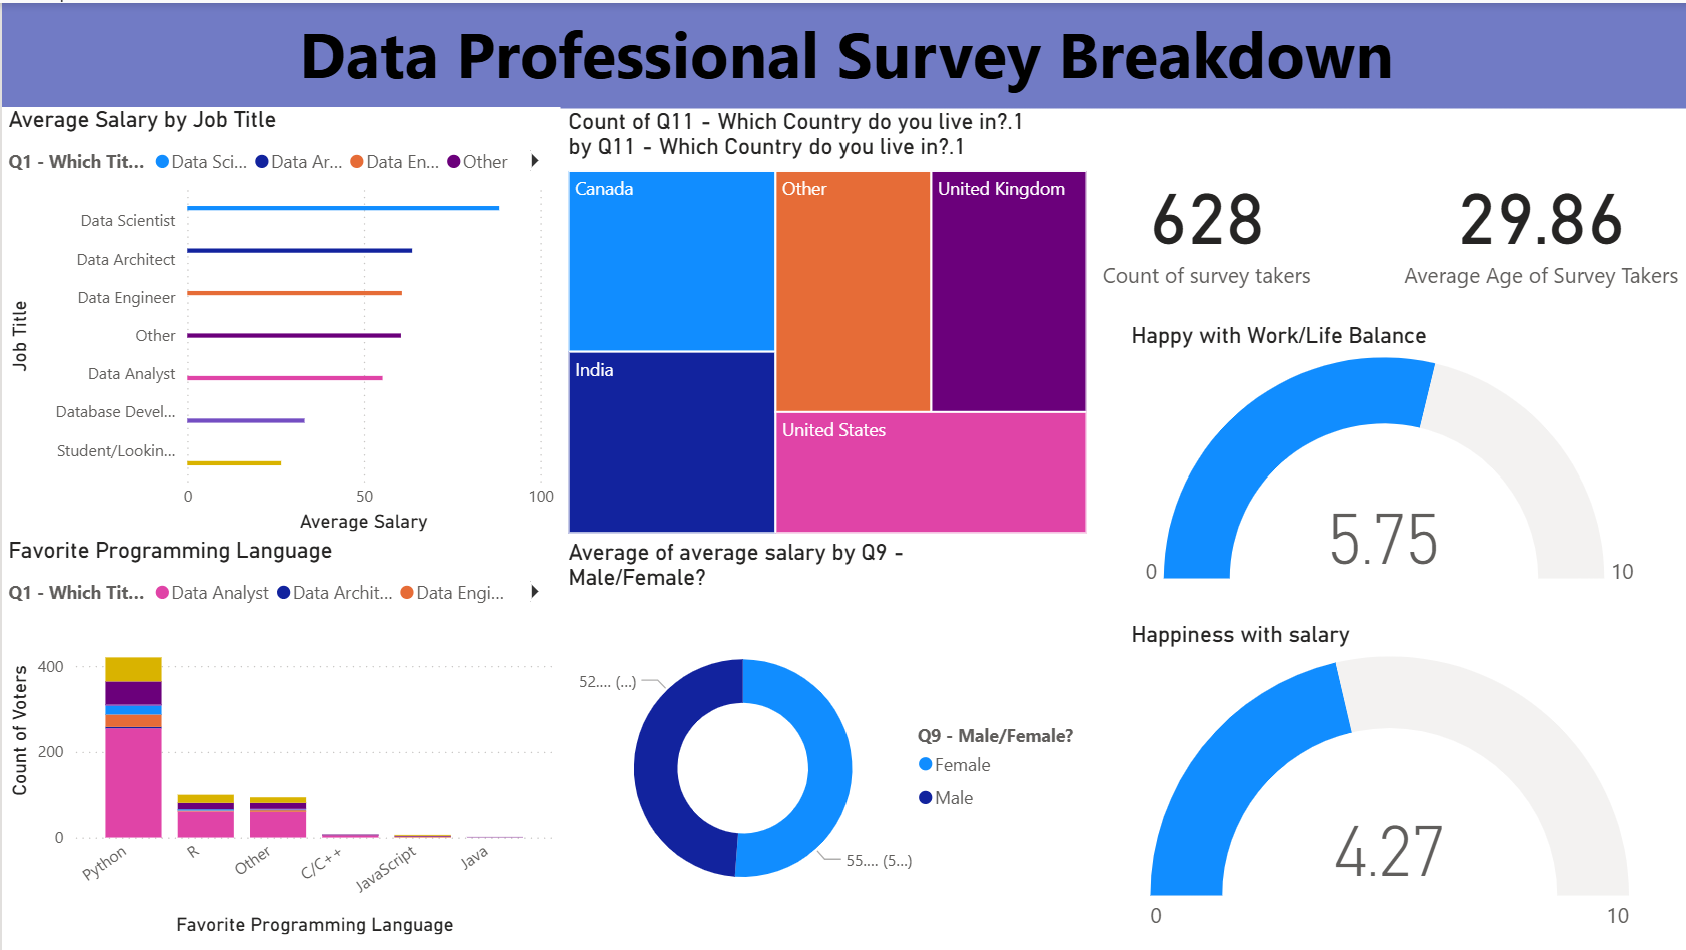 Data Professional Survey Breakdown
Average Salary by Job Title
Q1 - Which Tit... Data Sci... Data Ar... Data En... Other
Job Title
Data Scientist
Data Architect
Data Engineer
Other
Data Analyst
Database Devel...
Student/Lookin...
0 50 100
Average Salary
Favorite Programming Language
Q1 - Which Tit... Data Analyst Data Archit... Data Engi...
Count of Voters
400
200
0
Python R Other C/C++ JavaScript Java
Favorite Programming Language
Count of Q11 - Which Country do you live in?.1
by Q11 - Which Country do you live in?.1
Canada
Other
United Kingdom
India
United States
Average of average salary by Q9 -
Male/Female?
52.... (...)
55.... (5...)
Q9 - Male/Female?
Female
Male
628
Count of survey takers
29.86
Average Age of Survey Takers
Happy with Work/Life Balance
5.75
0 10
Happiness with salary
4.27
0 10